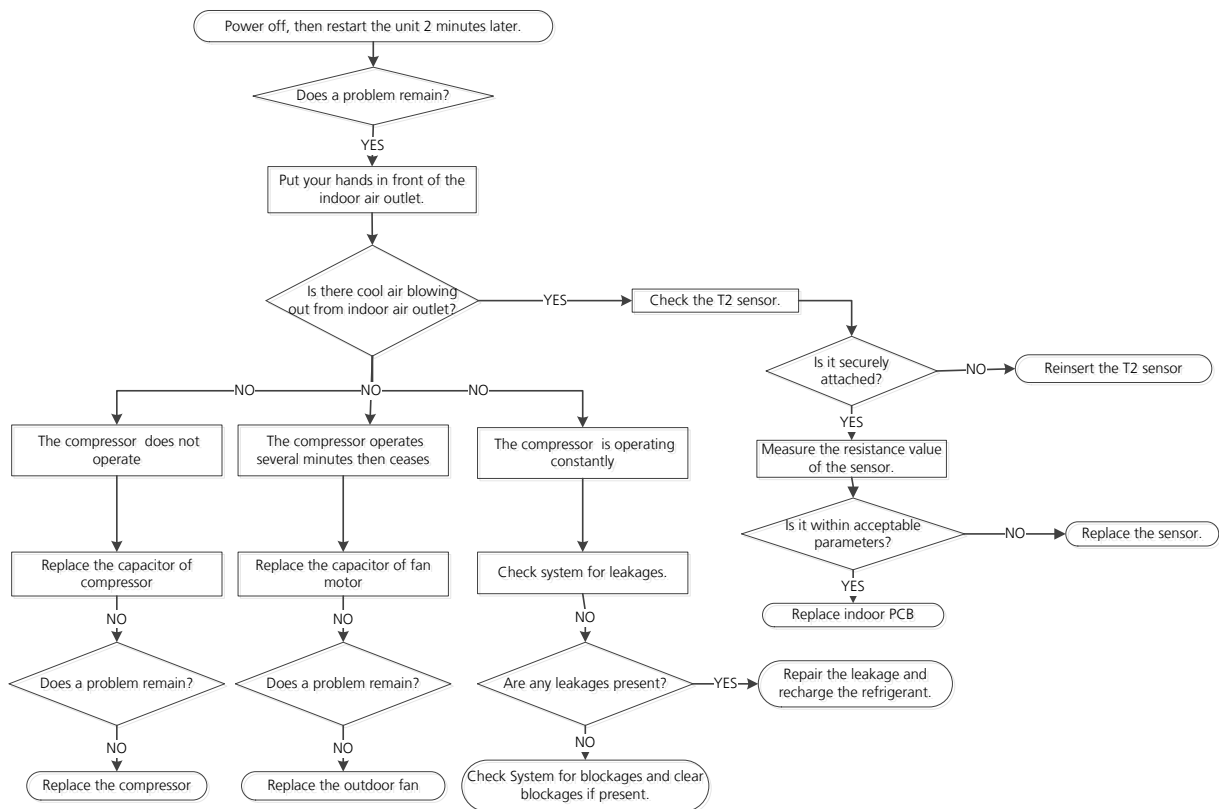 Power off, then restart the unit 2 minutes later.
Does a problem remain?
YES
Put your hands in front of the
indoor air outlet.
Is there cool air blowing
out from indoor air outlet?
YES
Check the T2 sensor.
Is it securely
attached?
NO
Reinsert the T2 sensor
YES
Measure the resistance value
of the sensor.
Is it within acceptable
parameters?
NO
Replace the sensor.
YES
Replace indoor PCB
NO
NO
NO
The compressor does not
operate
The compressor operates
several minutes then ceases
The compressor is operating
constantly
Replace the capacitor of
compressor
Replace the capacitor of fan
motor
Check system for leakages.
NO
NO
NO
Does a problem remain?
Does a problem remain?
Are any leakages present?
YES
Repair the leakage and
recharge the refrigerant.
NO
NO
NO
Replace the compressor
Replace the outdoor fan
Check System for blockages and clear
blockages if present.